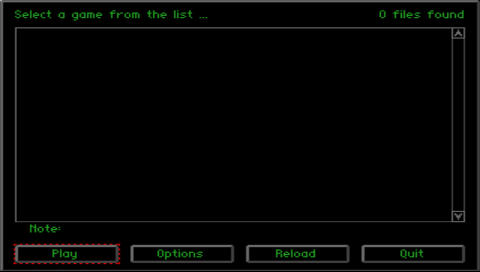 Select a game from the list ...
0 files found
Note:
Play
Options
Reload
Quit